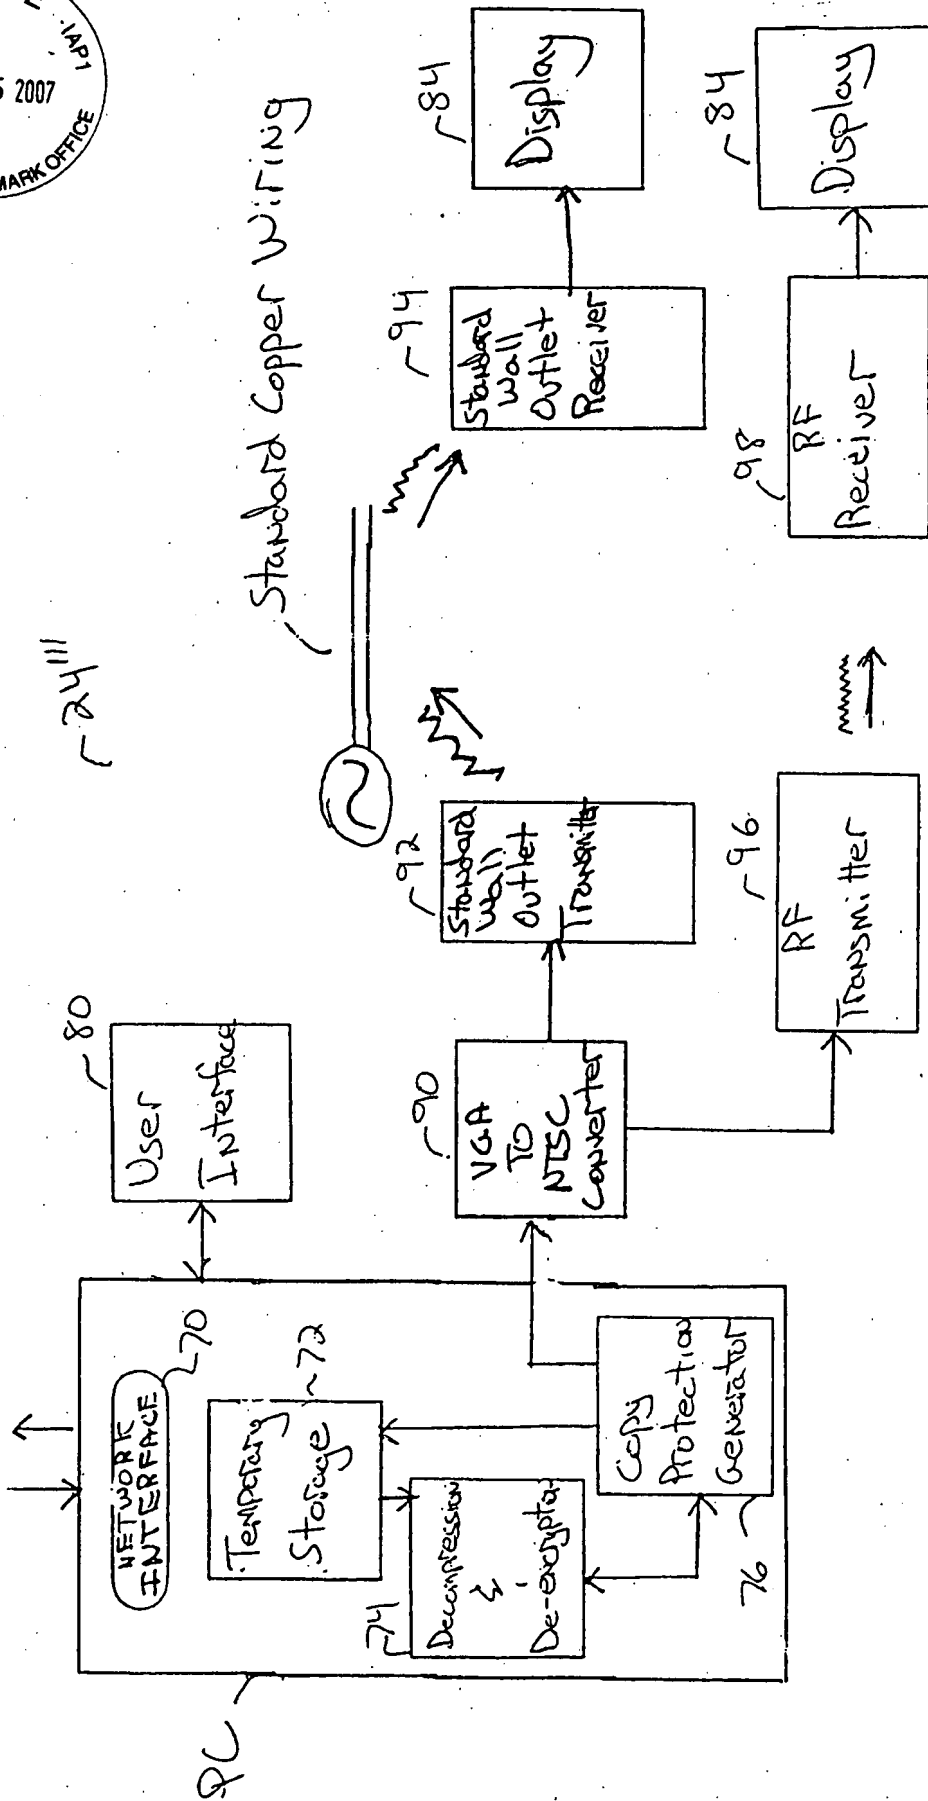 IAP1
2007
MARK OFFICE
24'''
PC
NETWORK
INTERFACE
70
Temporary
Storage
72
74
Decompression
&
De-encryptor
Copy
Protection
Generator
76
User
Interface
80
VGA
TO
NTSC
Converter
90
Standard
Wall
Outlet
Transmitter
92
Standard Copper Wiring
Standard
Wall
Outlet
Receiver
94
Display
84
RF
Transmitter
96
RF
Receiver
98
Display
84